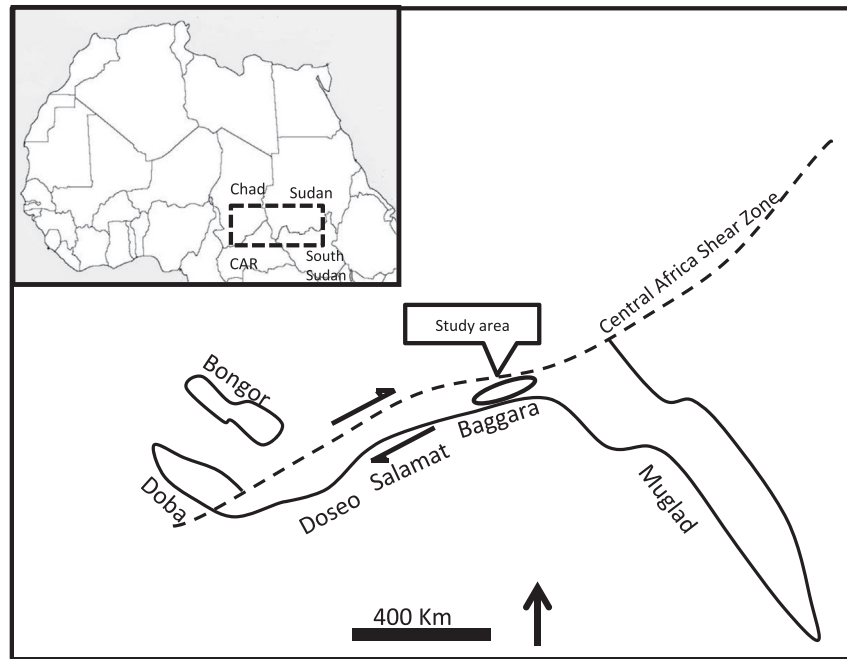 Chad
Sudan
CAR
South
Sudan
Central Africa Shear Zone
Study area
Bongor
Baggara
Salamat
Doseo
Doba
Muglad
400 Km